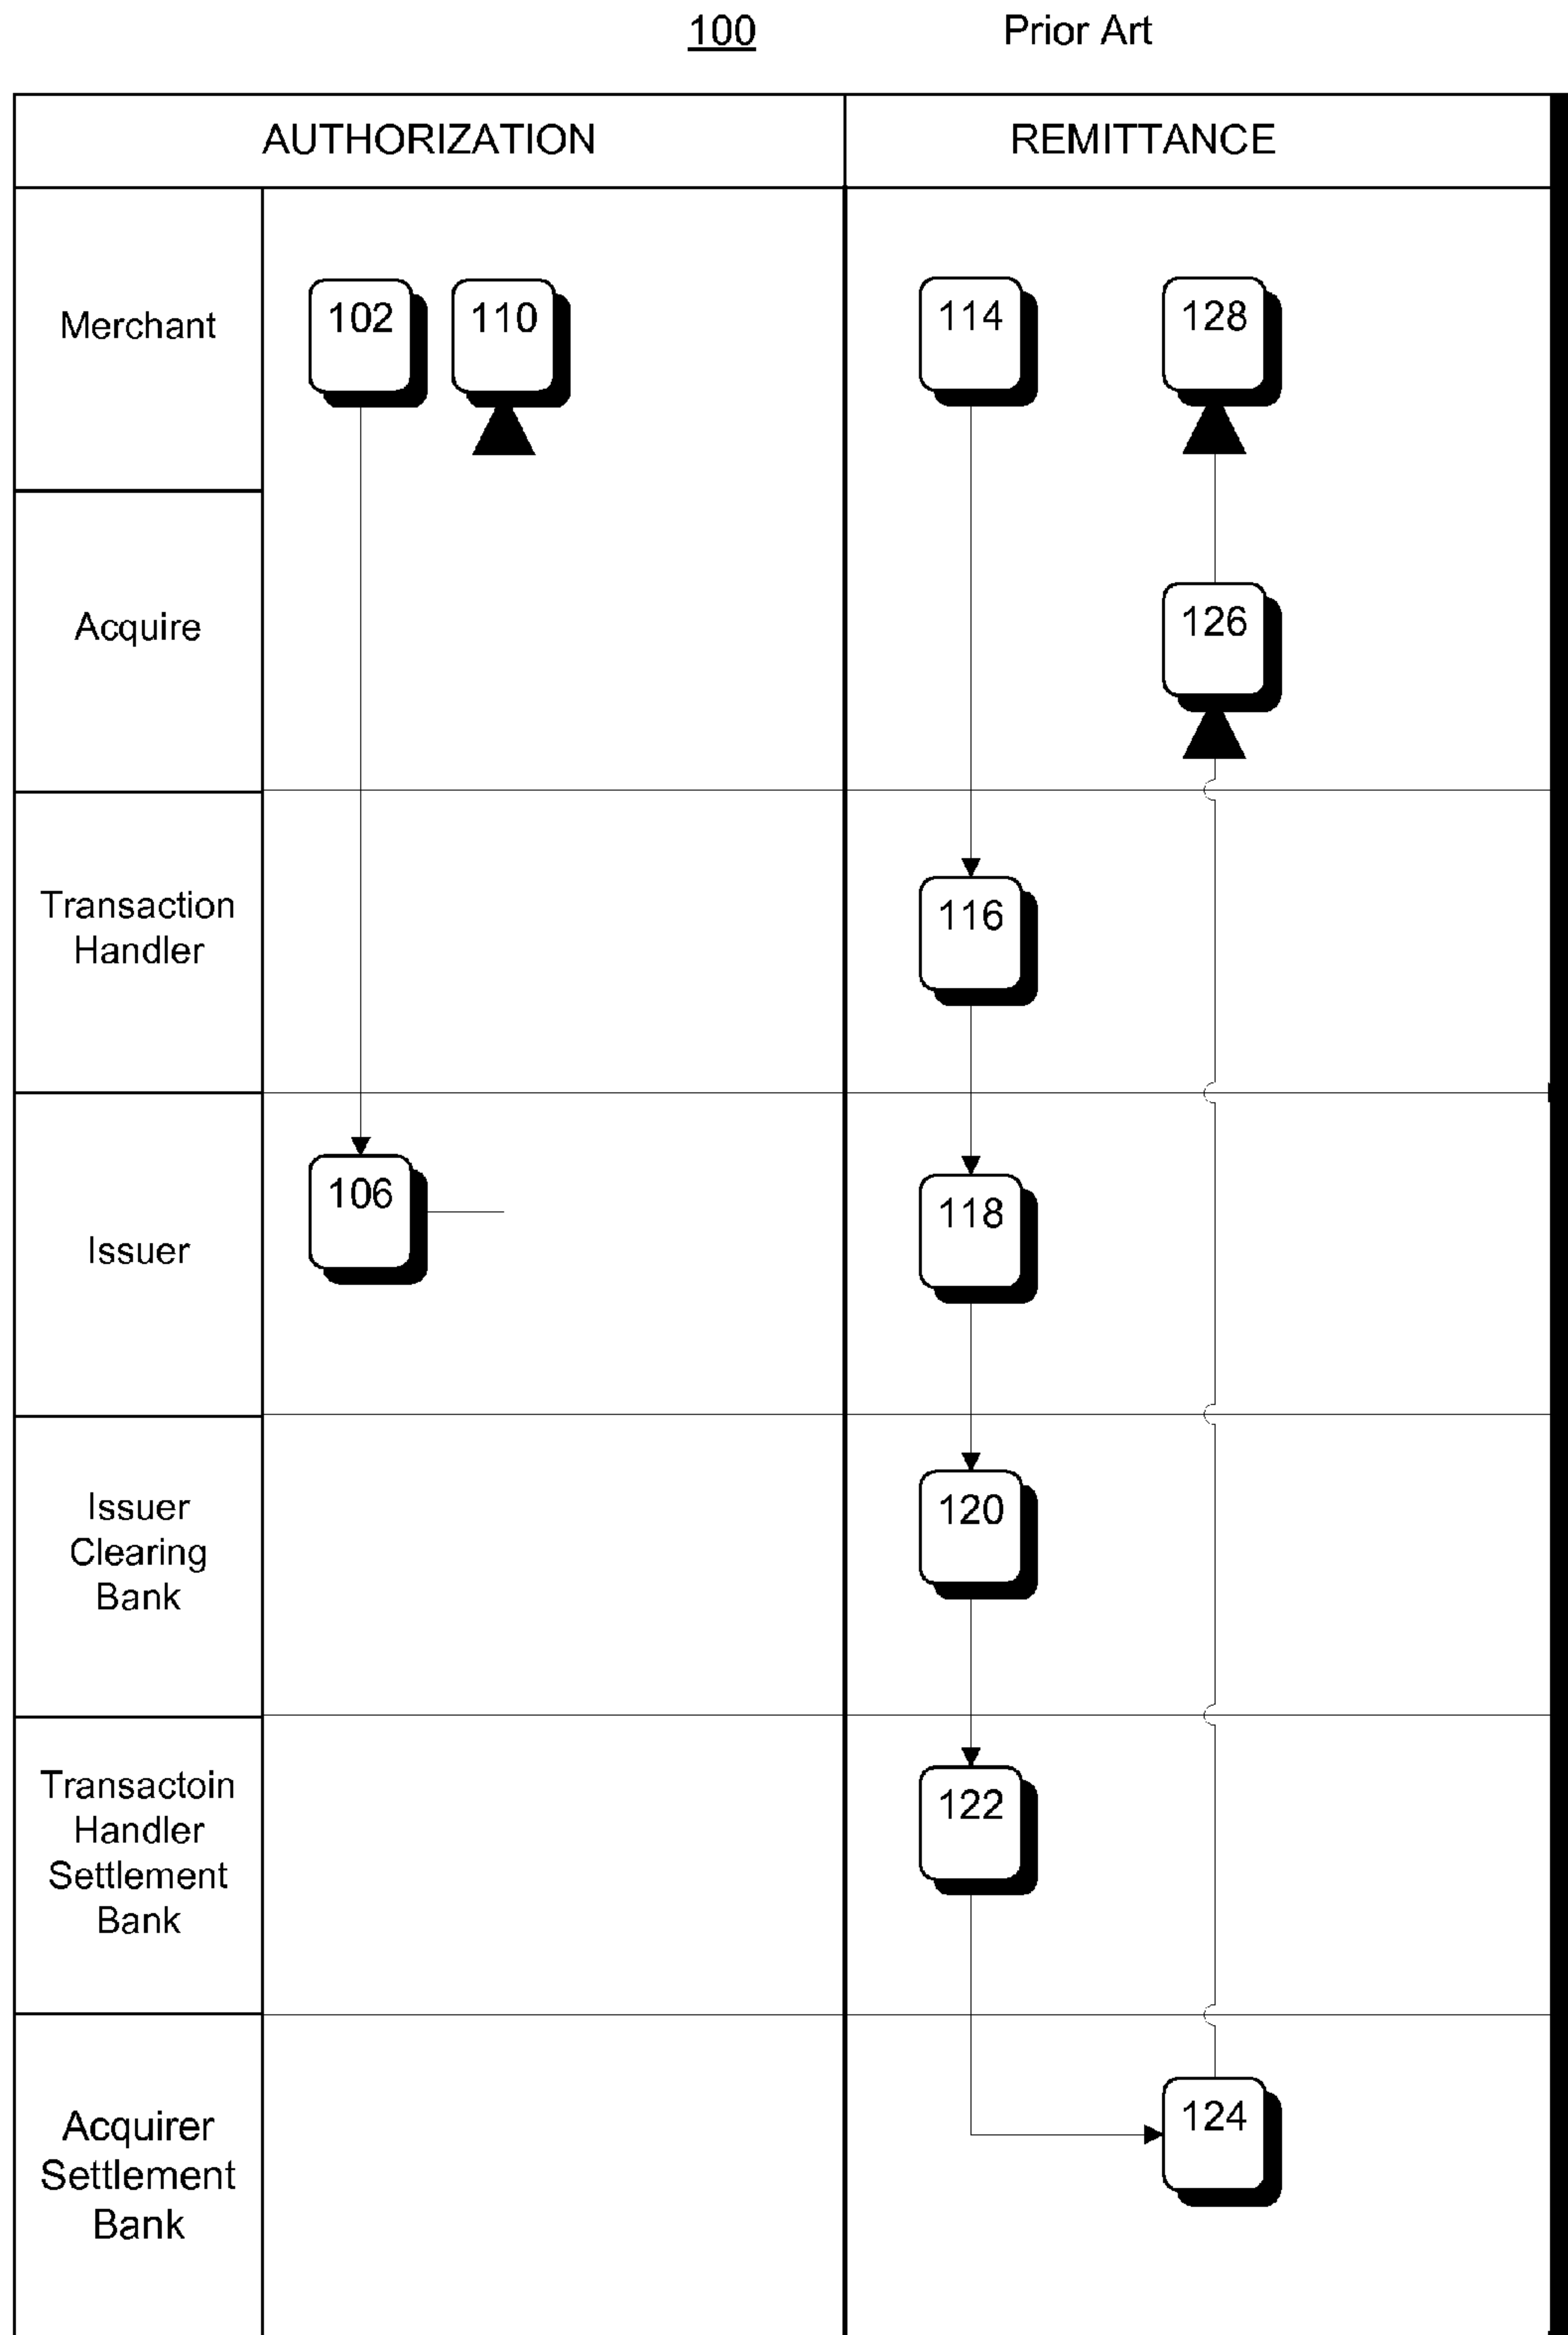 100 Prior Art
AUTHORIZATION REMITTANCE
Merchant 102 110 114 128
Acquire 126
Transaction
Handler
116
Issuer 106 118
Issuer
Clearing
Bank
120
Transactoin
Handler
Settlement
Bank
122
Acquirer
Settlement
Bank
124